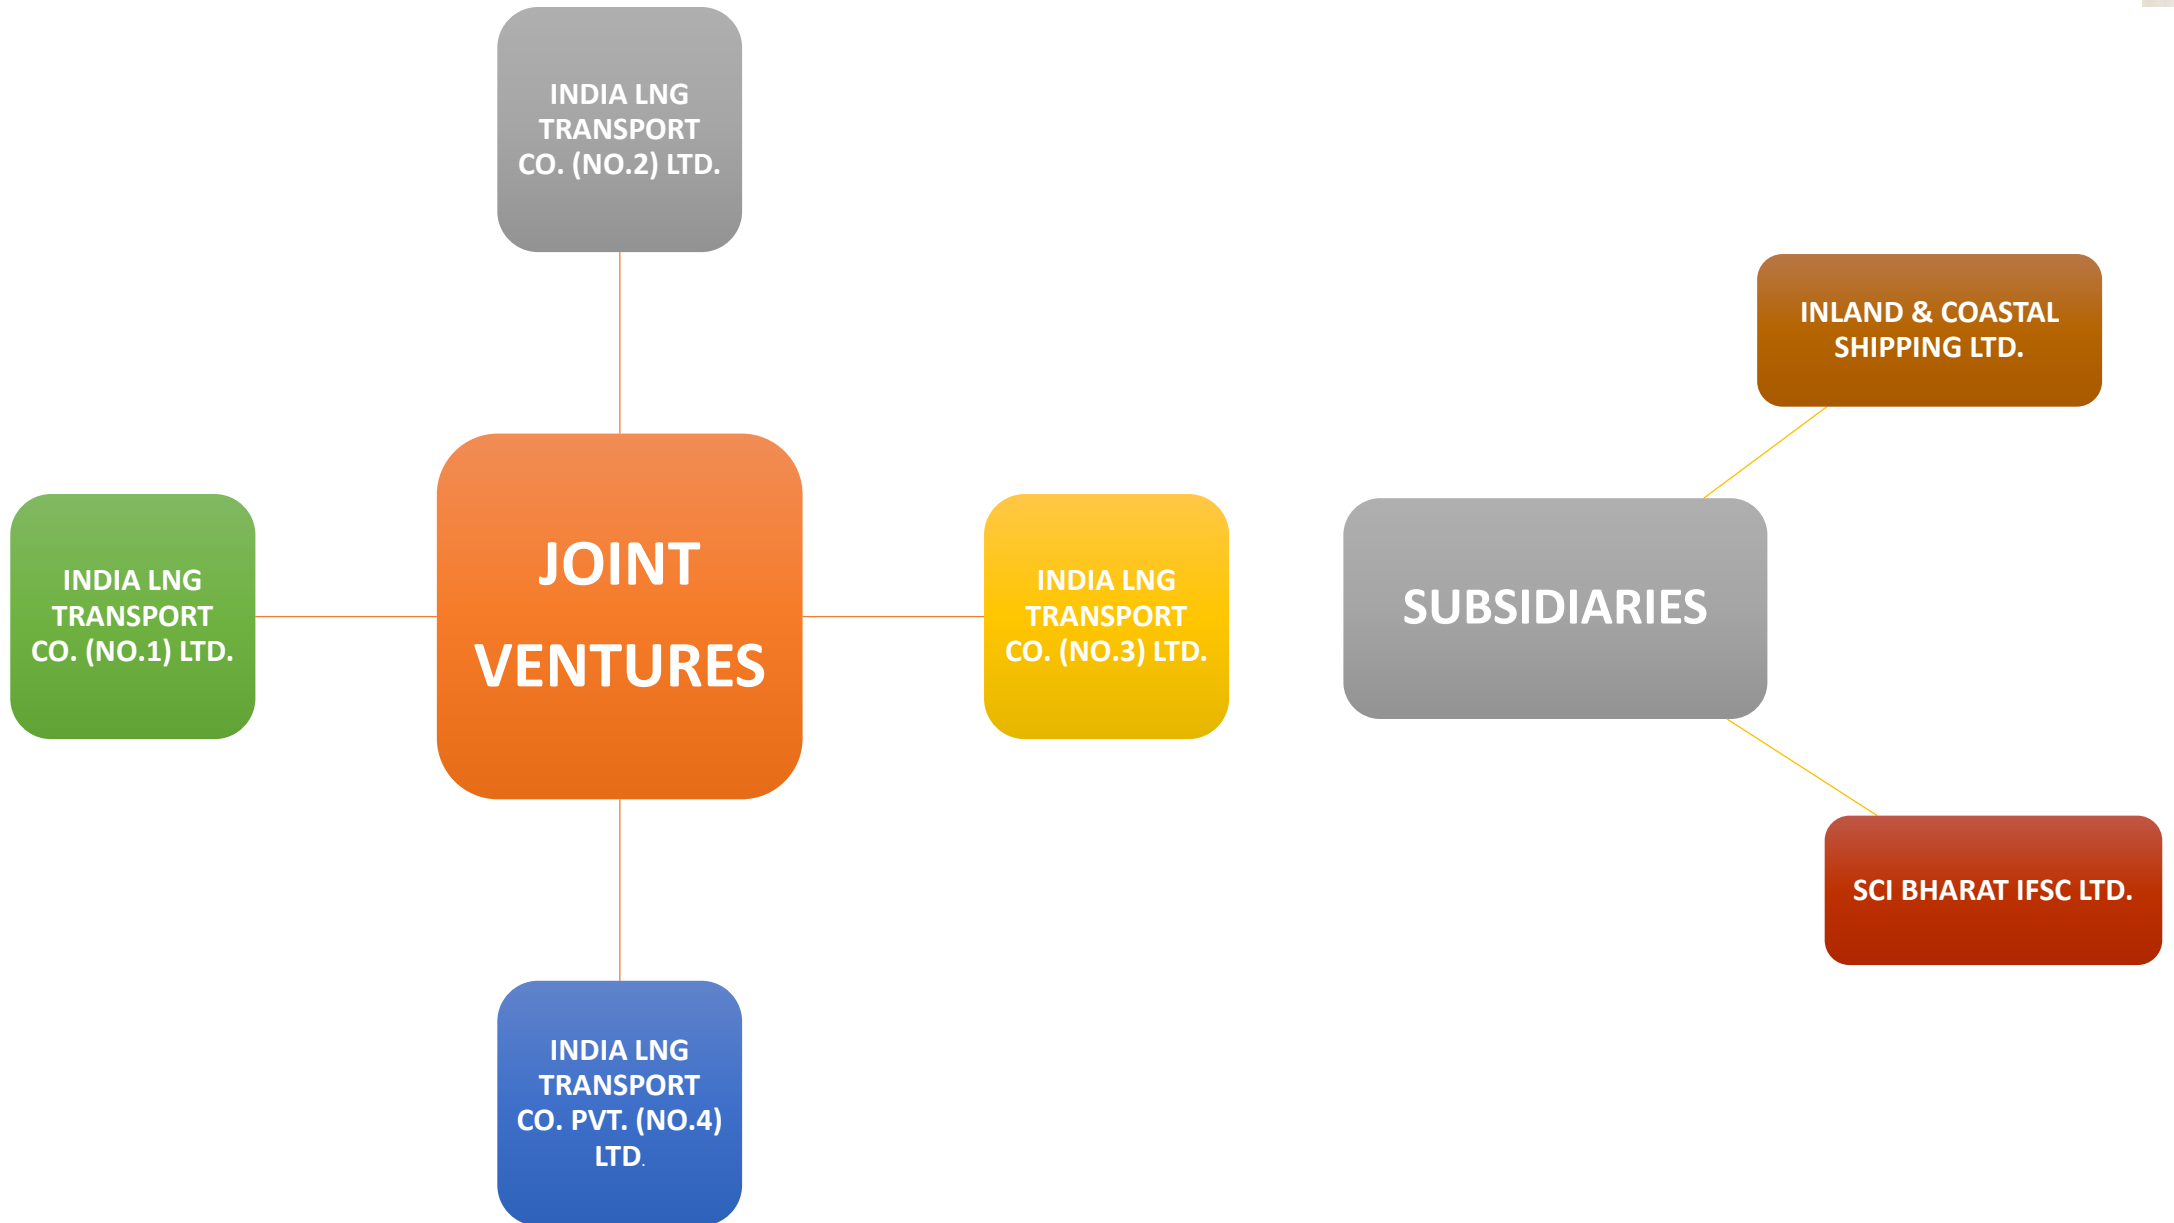 INDIA LNG
TRANSPORT
CO. (NO.2) LTD.
INDIA LNG
TRANSPORT
CO. (NO.1) LTD.
JOINT
VENTURES
INDIA LNG
TRANSPORT
CO. (NO.3) LTD.
INDIA LNG
TRANSPORT
CO. PVT. (NO.4)
LTD.
INLAND & COASTAL
SHIPPING LTD.
SUBSIDIARIES
SCI BHARAT IFSC LTD.